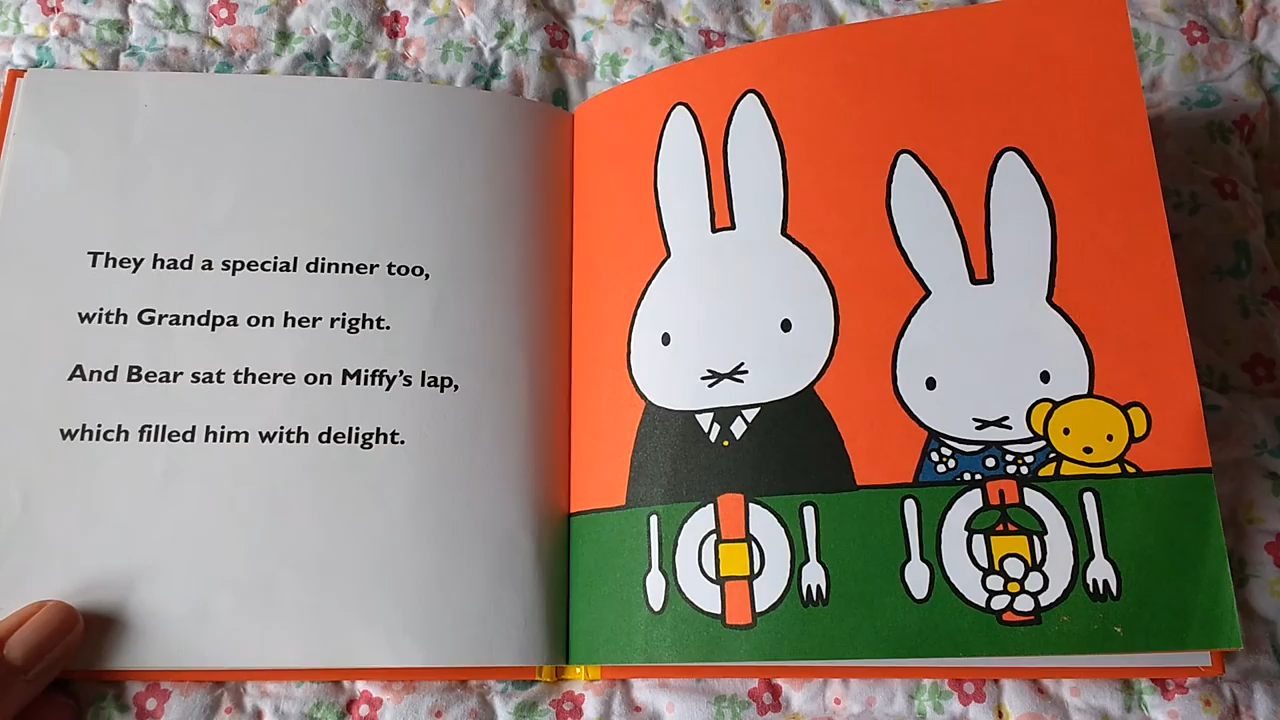 They had a special dinner too,
with Grandpa on her right.
And Bear sat there on Miffy's lap,
which filled him with delight.